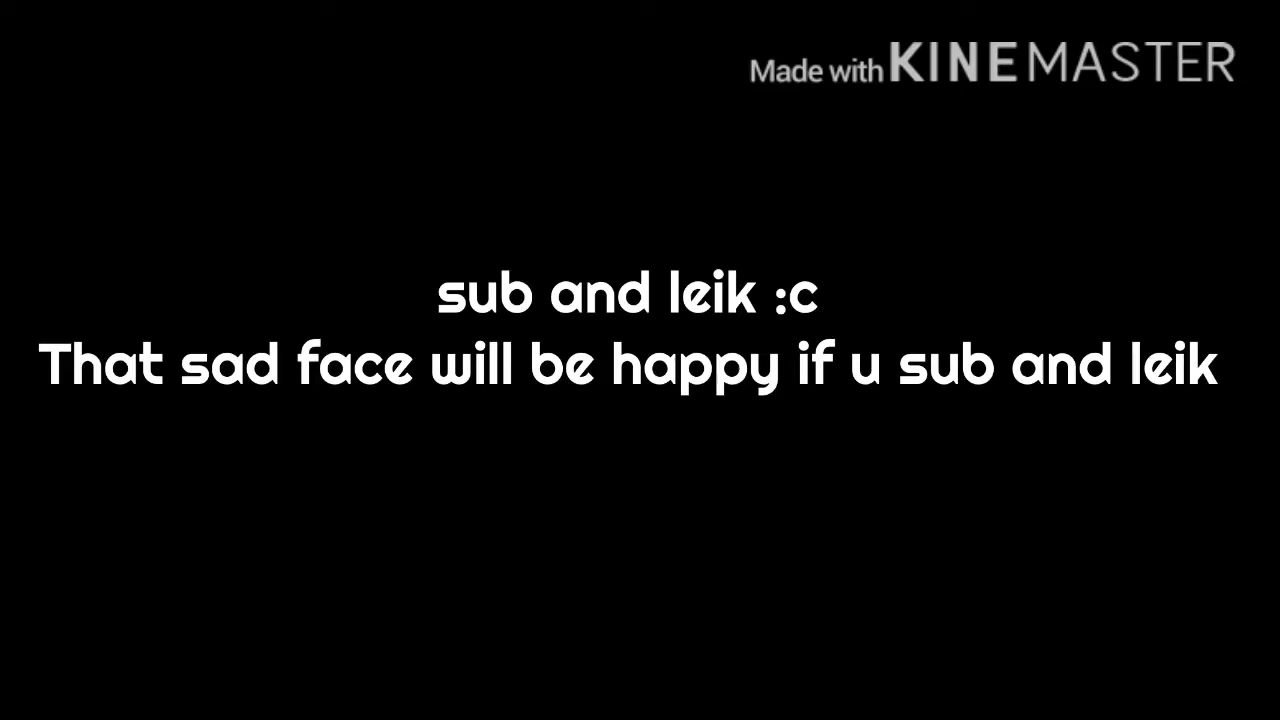 Made with KINEMASTER
sub and leik :c
That sad face will be happy if u sub and leik